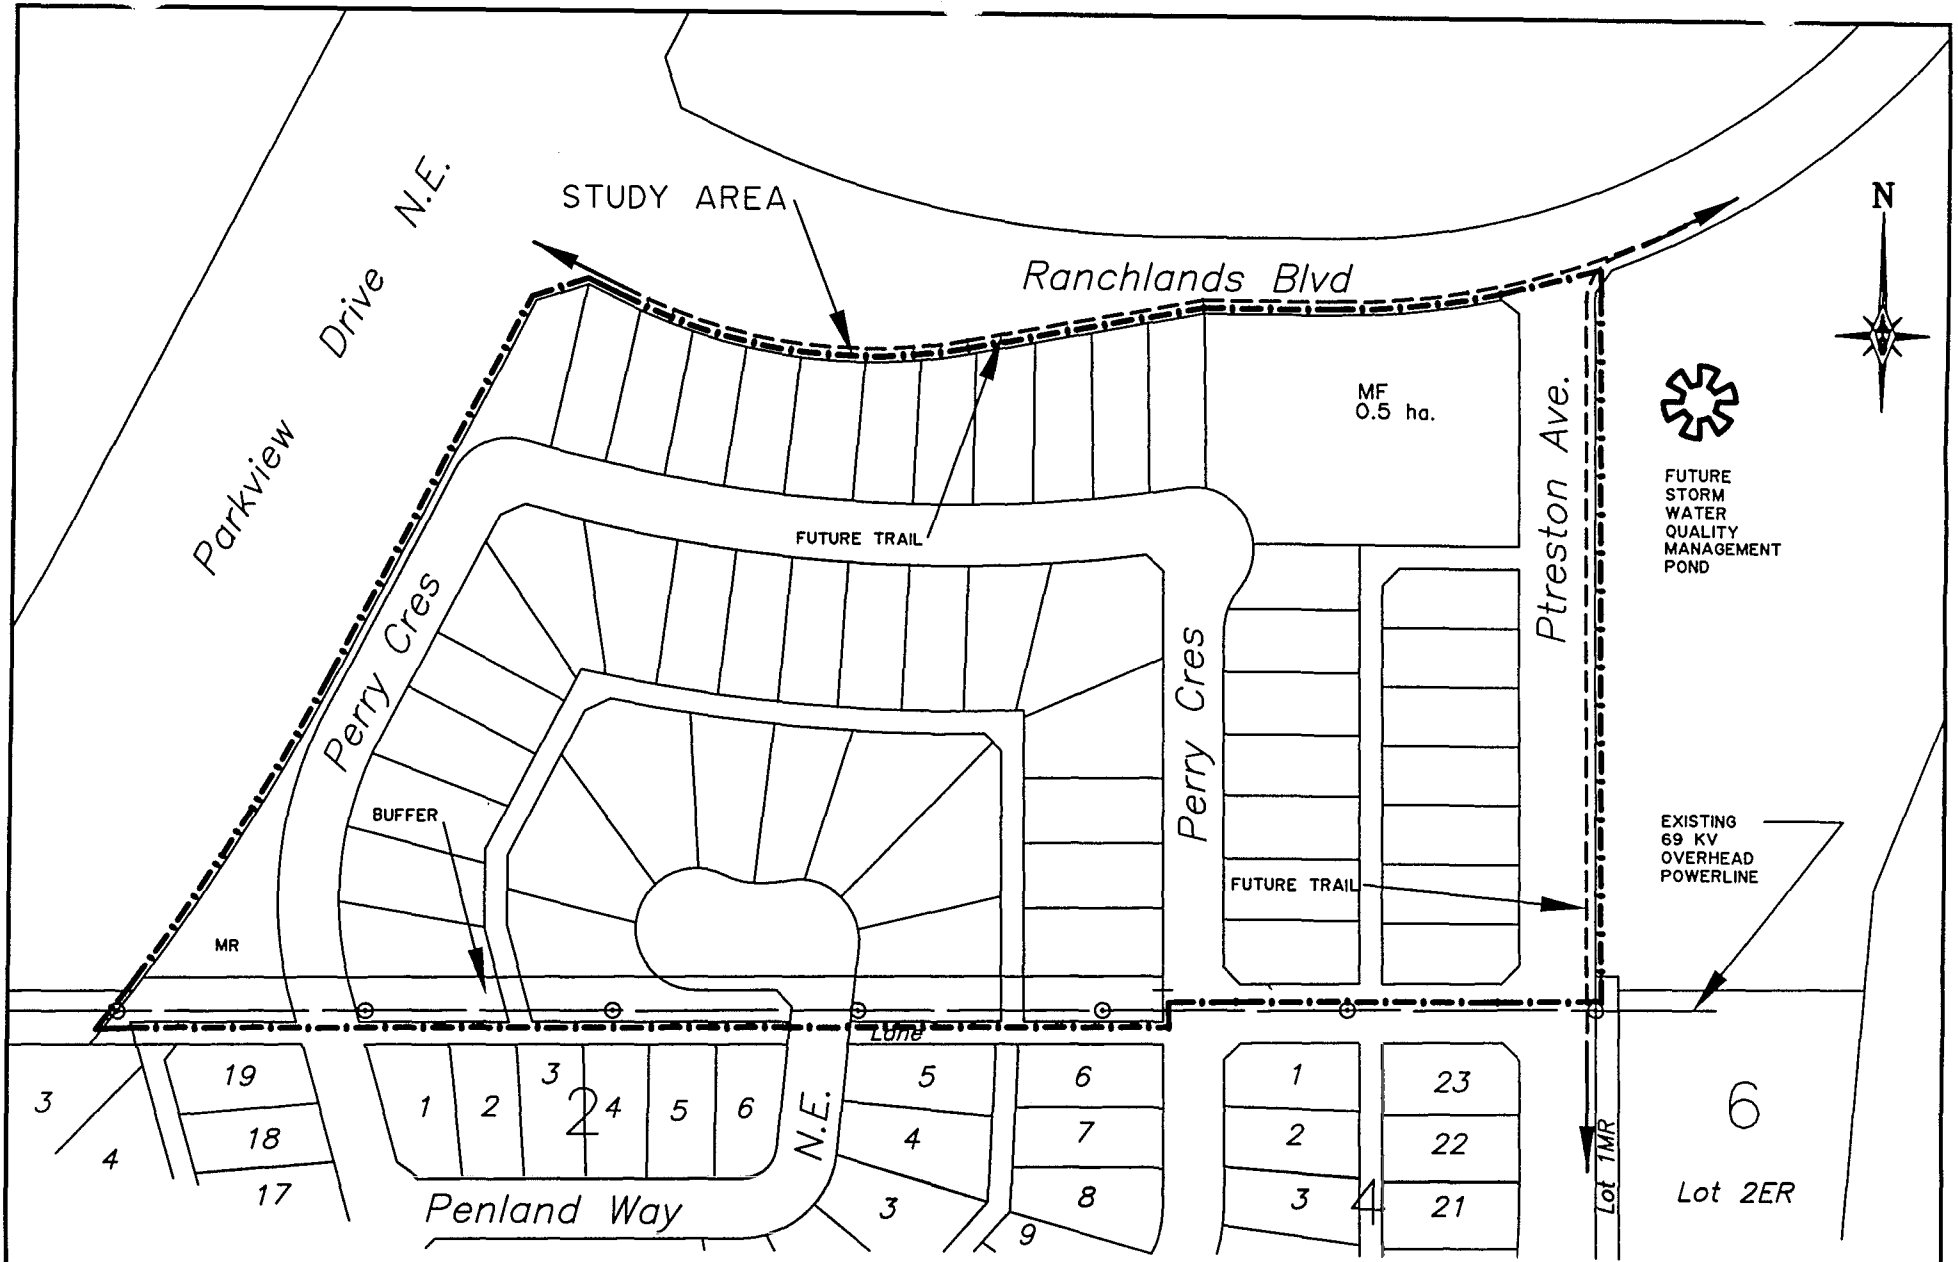 STUDY AREA
N
Parkview Drive N.E.
Ranchlands Blvd
MF
0.5 ha.
Ptreston Ave.
FUTURE
STORM
WATER
QUALITY
MANAGEMENT
POND
FUTURE TRAIL
Perry Cres
Perry Cres
BUFFER
EXISTING
69 KV
OVERHEAD
POWERLINE
FUTURE TRAIL
MR
Lane
3
4
19
18
17
1
2
3
2
4
5
6
N.E.
Penland Way
5
4
3
6
7
8
9
1
2
3
4
23
22
21
Lot 1MR
6
Lot 2ER